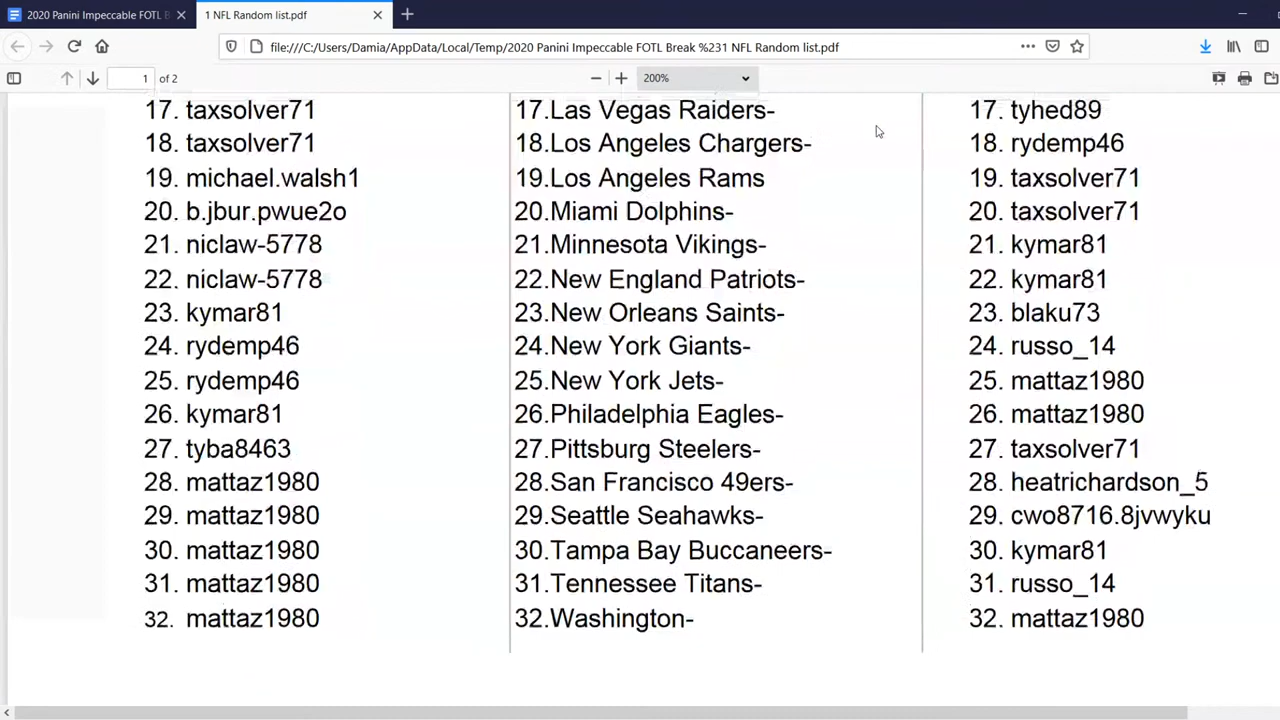 2020 Panini Impeccable FOTL B
1 NFL Random list.pdf
file:///C:/Users/Damia/AppData/Local/Temp/2020 Panini Impeccable FOTL Break %231 NFL Random list.pdf
1 of 2
200%
17. taxsolver71 17.Las Vegas Raiders- 17. tyhed89
18. taxsolver71 18.Los Angeles Chargers- 18. rydemp46
19. michael.walsh1 19.Los Angeles Rams 19. taxsolver71
20. b.jbur.pwue2o 20.Miami Dolphins- 20. taxsolver71
21. niclaw-5778 21.Minnesota Vikings- 21. kymar81
22. niclaw-5778 22.New England Patriots- 22. kymar81
23. kymar81 23.New Orleans Saints- 23. blaku73
24. rydemp46 24.New York Giants- 24. russo_14
25. rydemp46 25.New York Jets- 25. mattaz1980
26. kymar81 26.Philadelphia Eagles- 26. mattaz1980
27. tyba8463 27.Pittsburg Steelers- 27. taxsolver71
28. mattaz1980 28.San Francisco 49ers- 28. heatrichardson_5
29. mattaz1980 29.Seattle Seahawks- 29. cwo8716.8jvwyku
30. mattaz1980 30.Tampa Bay Buccaneers- 30. kymar81
31. mattaz1980 31.Tennessee Titans- 31. russo_14
32. mattaz1980 32.Washington- 32. mattaz1980